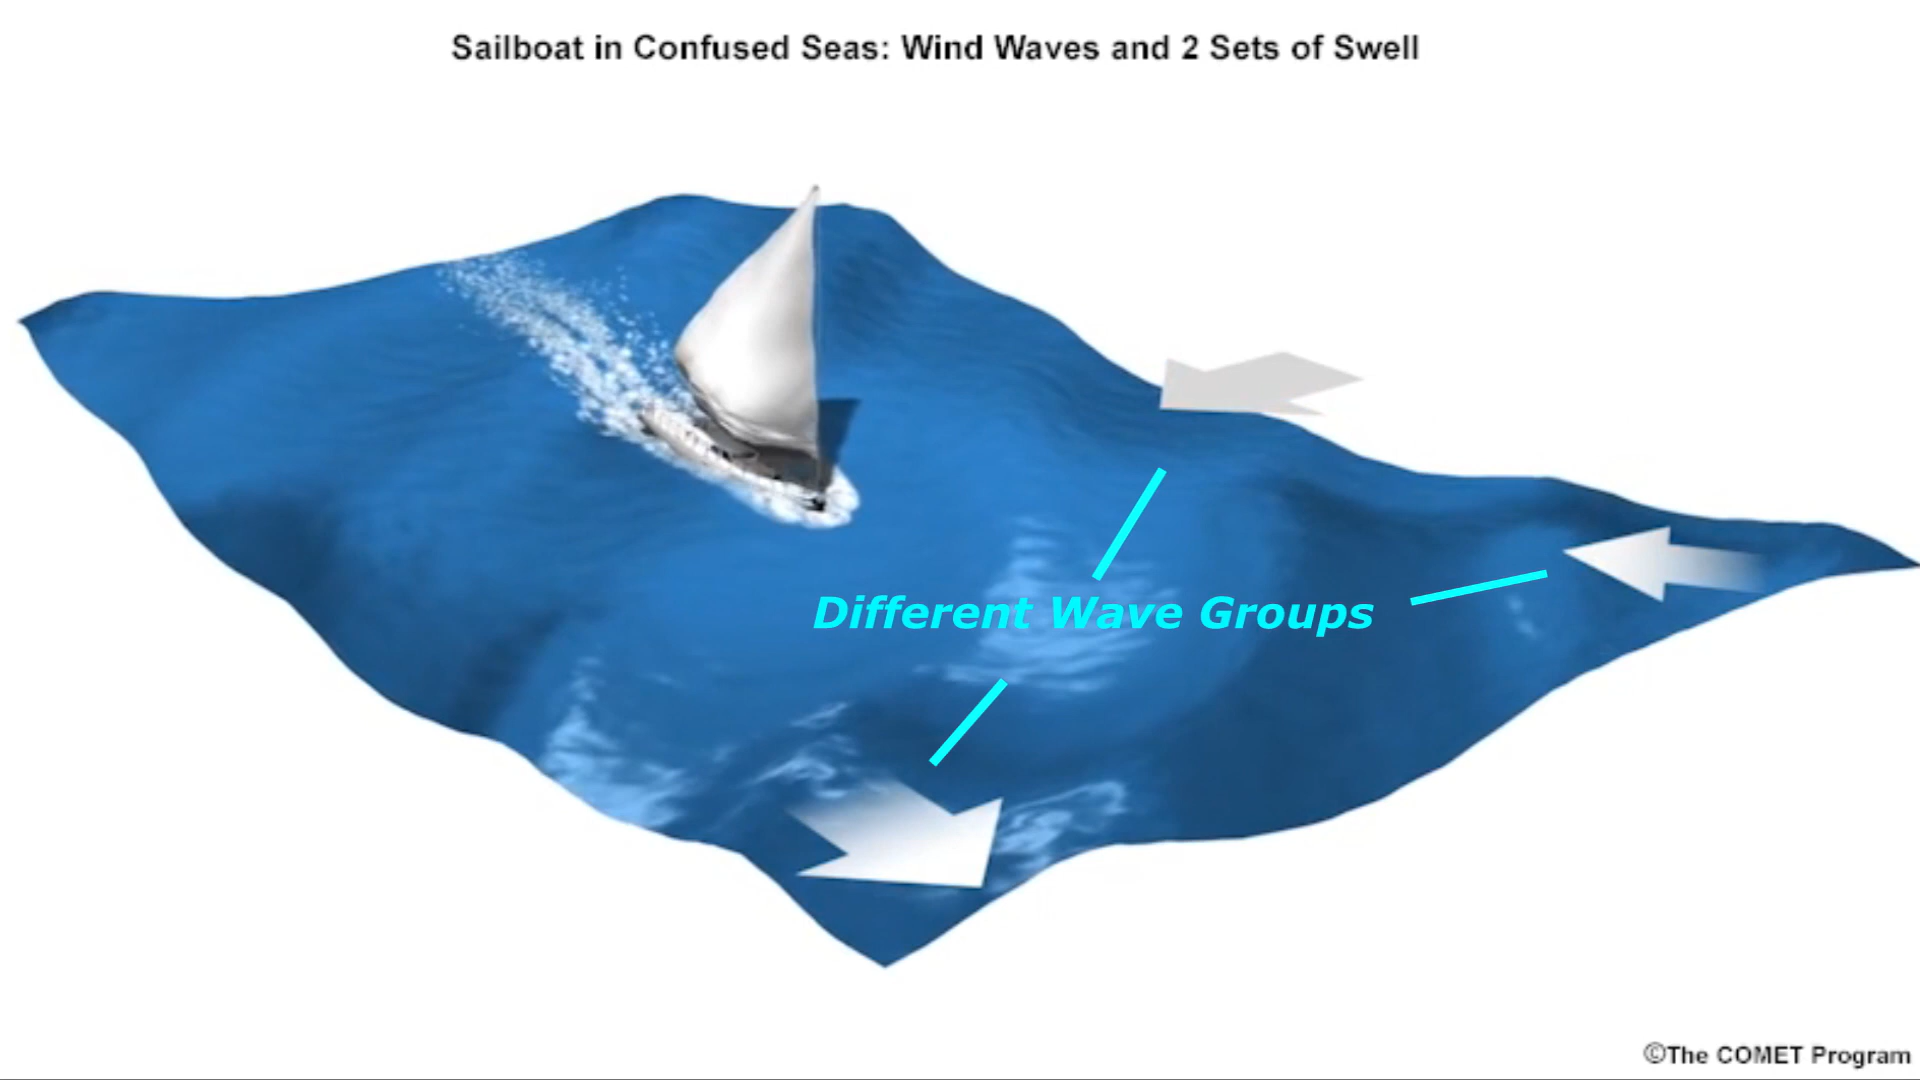 Sailboat in Confused Seas: Wind Waves and 2 Sets of Swell
Different Wave Groups
©The COMET Program